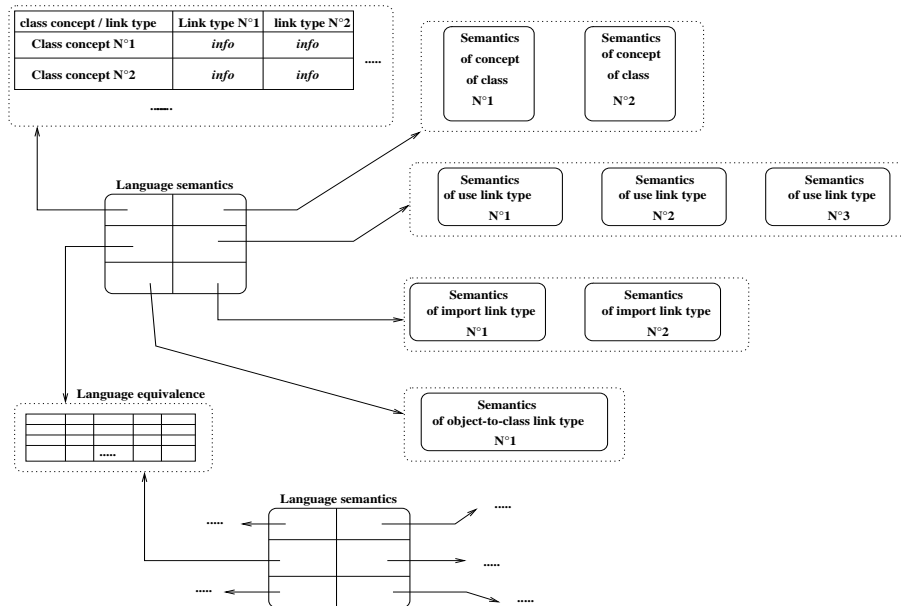 class concept / link type Link type N°1 link type N°2
Class concept N°1 info info
Class concept N°2 info info
.....
.......
Semantics
of concept
of class
N°1
Semantics
of concept
of class
N°2
Language semantics
Semantics
of use link type
N°1
Semantics
of use link type
N°2
Semantics
of use link type
N°3
Semantics
of import link type
N°1
Semantics
of import link type
N°2
Language equivalence
.....
Semantics
of object-to-class link type
N°1
Language semantics
.....
.....
.....
.....
.....